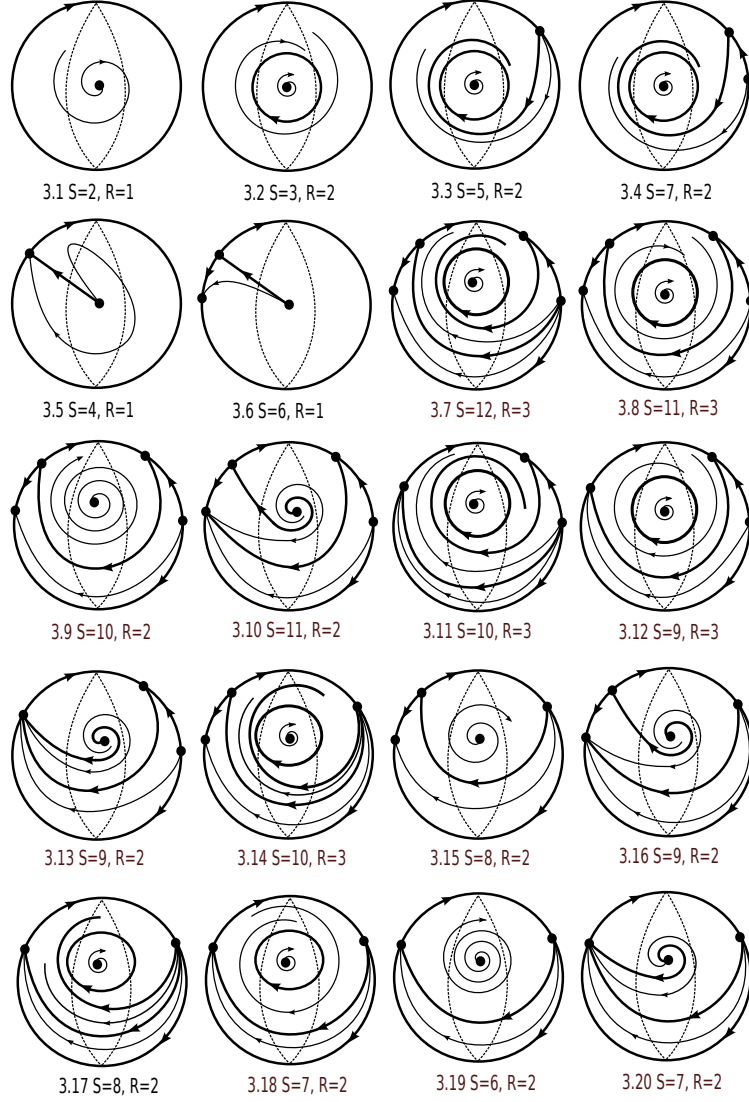 3.1 S=2, R=1
3.2 S=3, R=2
3.3 S=5, R=2
3.4 S=7, R=2
3.5 S=4, R=1
3.6 S=6, R=1
3.7 S=12, R=3
3.8 S=11, R=3
3.9 S=10, R=2
3.10 S=11, R=2
3.11 S=10, R=3
3.12 S=9, R=3
3.13 S=9, R=2
3.14 S=10, R=3
3.15 S=8, R=2
3.16 S=9, R=2
3.17 S=8, R=2
3.18 S=7, R=2
3.19 S=6, R=2
3.20 S=7, R=2